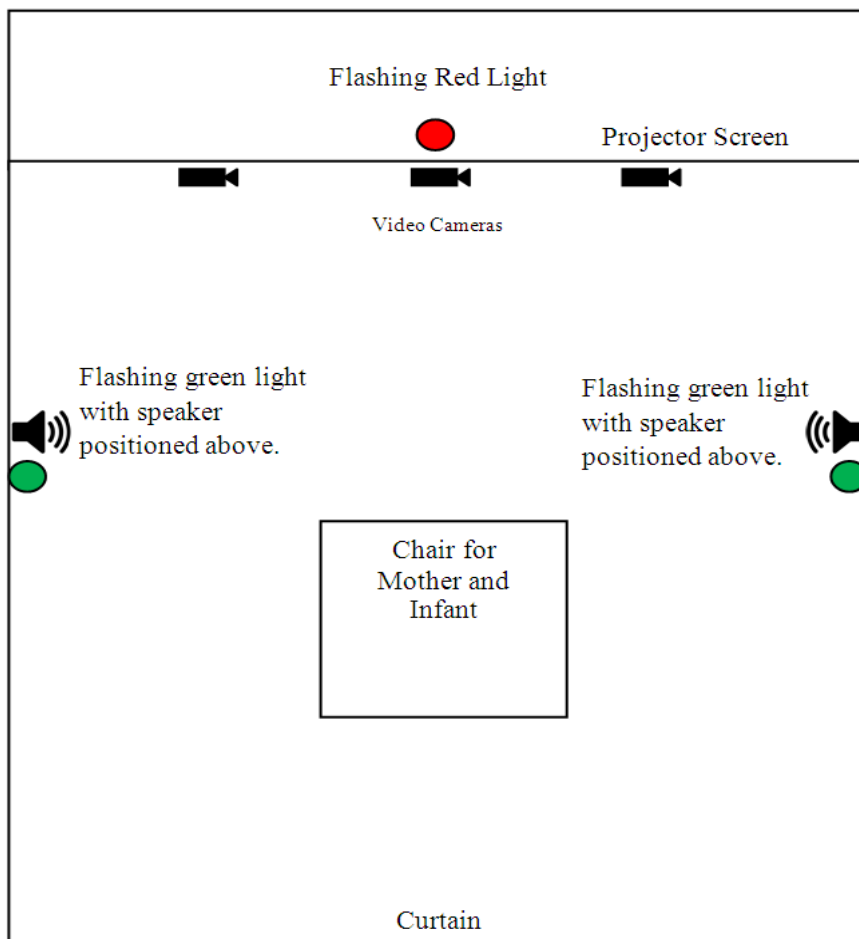 Flashing Red Light
Projector Screen
Video Cameras
Flashing green light
with speaker
positioned above.
Flashing green light
with speaker
positioned above.
Chair for
Mother and
Infant
Curtain